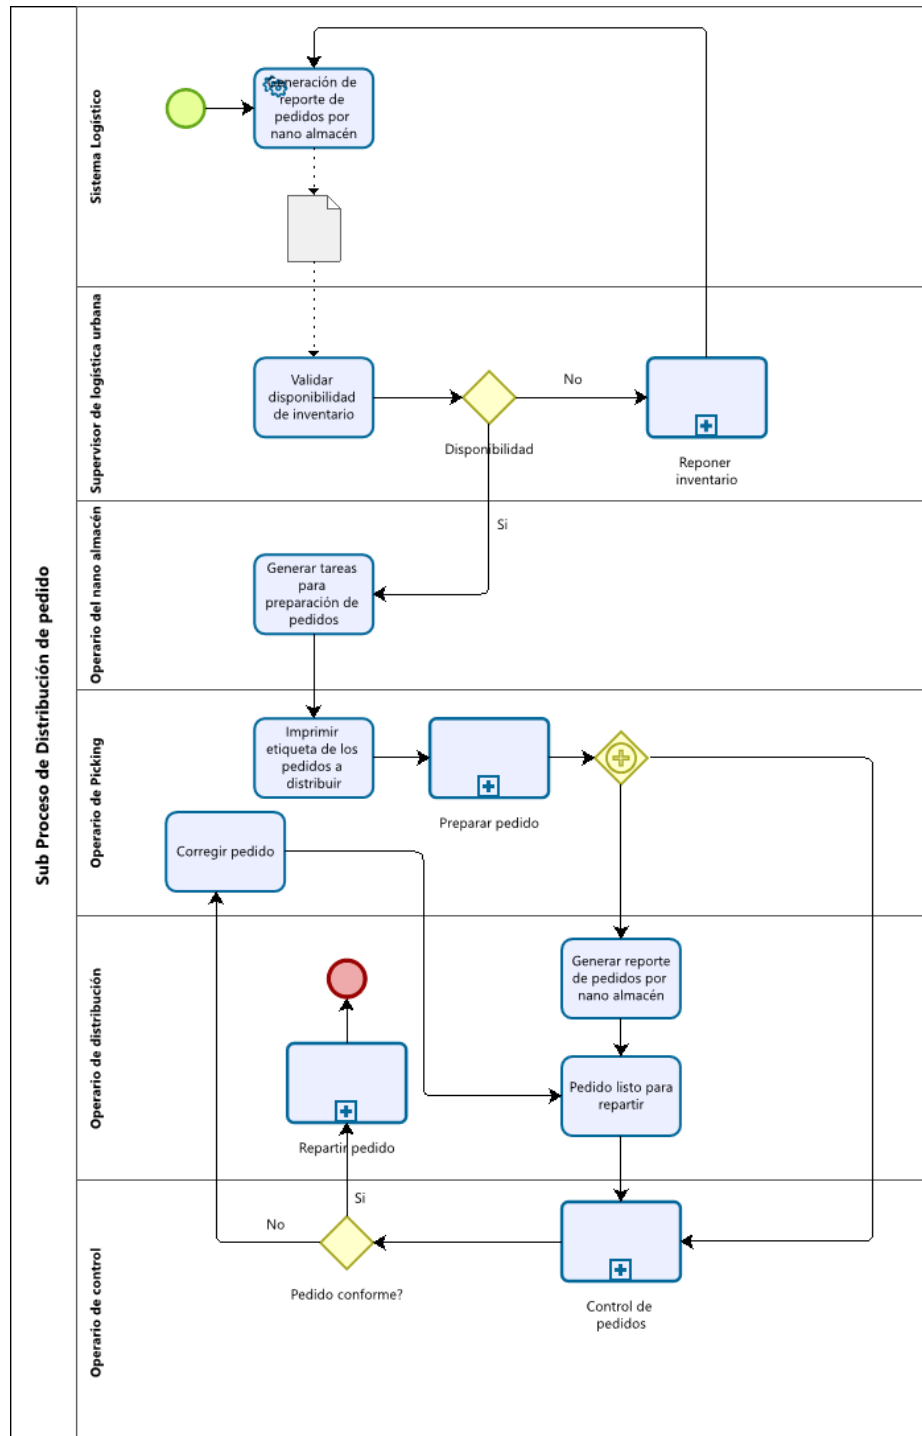 Sub Proceso de Distribución de pedido
Sistema Logístico
Generación de
reporte de
pedidos por
nano almacén
Supervisor de logística urbana
Validar
disponibilidad
de inventario
Disponibilidad
No
Reponer
inventario
Si
Operario del nano almacén
Generar tareas
para
preparación de
pedidos
Operario de Picking
Imprimir
etiqueta de los
pedidos a
distribuir
Preparar pedido
Corregir pedido
Operario de distribución
Generar reporte
de pedidos por
nano almacén
Pedido listo para
repartir
Repartir pedido
Operario de control
Si
No
Pedido conforme?
Control de
pedidos